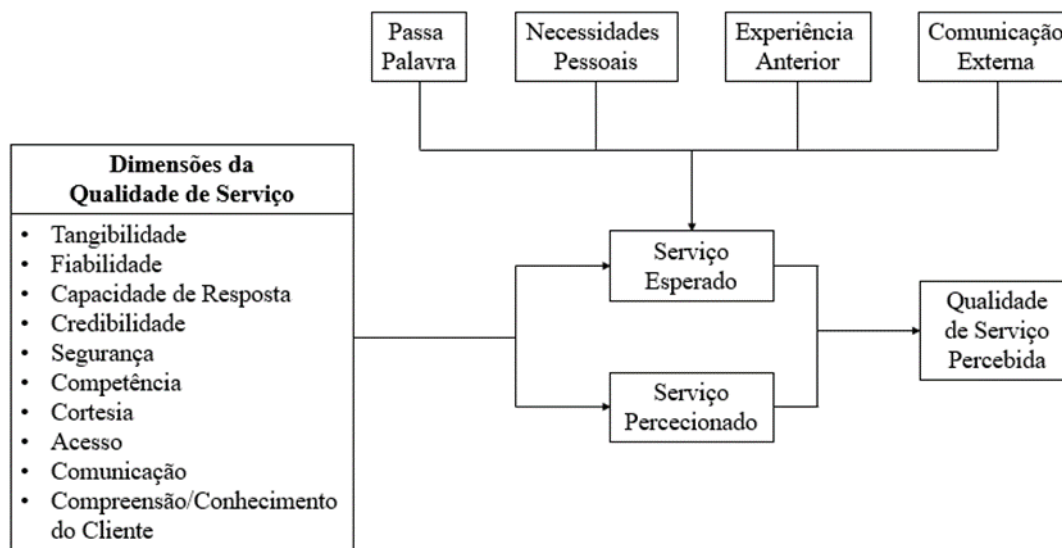 Passa
Palavra
Necessidades
Pessoais
Experiência
Anterior
Comunicação
Externa
Dimensões da
Qualidade de Serviço
• Tangibilidade
• Fiabilidade
• Capacidade de Resposta
• Credibilidade
• Segurança
• Competência
• Cortesia
• Acesso
• Comunicação
• Compreensão/Conhecimento
do Cliente
Serviço
Esperado
Serviço
Percecionado
Qualidade
de Serviço
Percebida